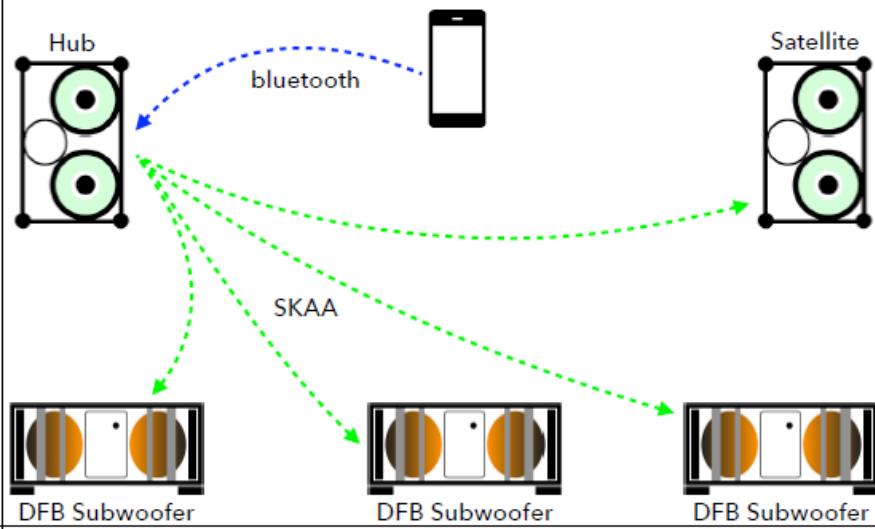 Hub
Satellite
bluetooth
SKAA
DFB Subwoofer
DFB Subwoofer
DFB Subwoofer